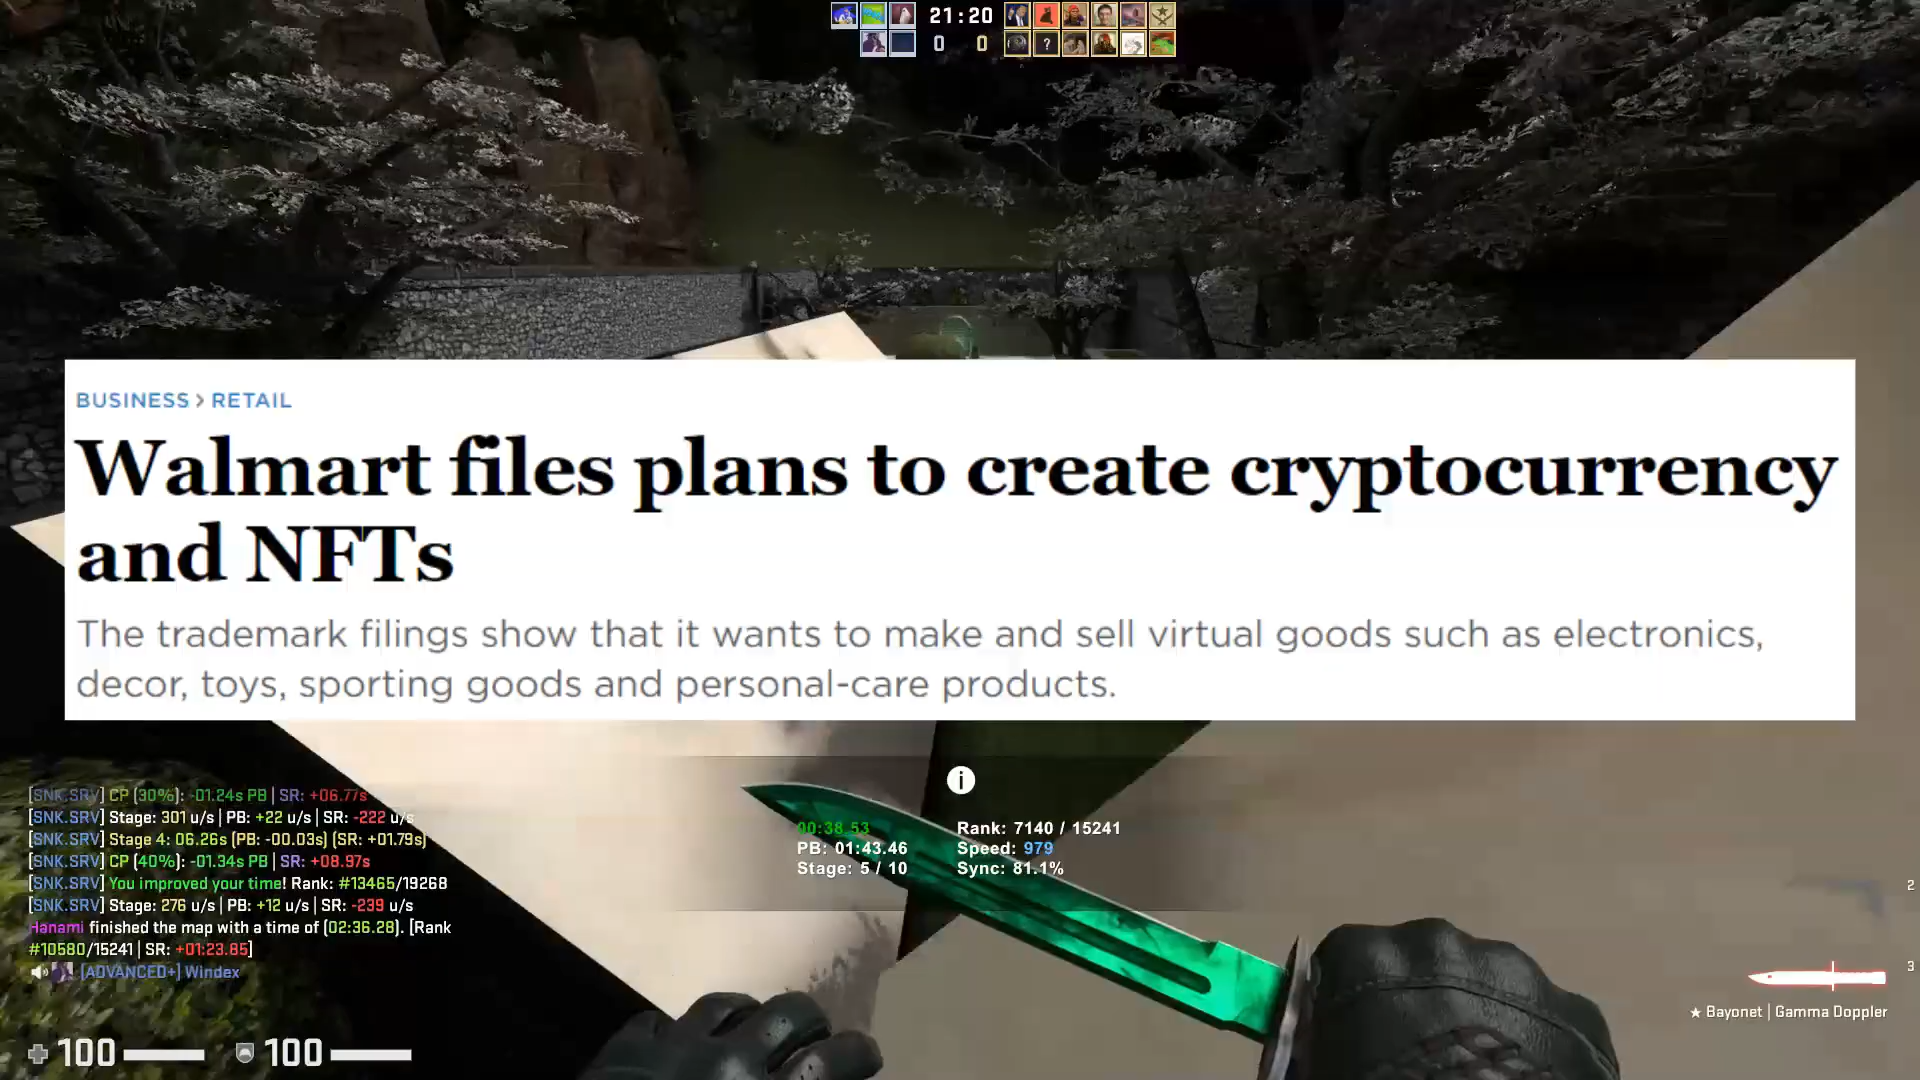 21:20
0 0
?
BUSINESS > RETAIL
Walmart files plans to create cryptocurrency
and NFTs
The trademark filings show that it wants to make and sell virtual goods such as electronics,
decor, toys, sporting goods and personal-care products.
[SNK.SRV] CP (30%): -01.24s PB | SR: +06.77s
[SNK.SRV] Stage: 301 u/s | PB: +22 u/s | SR: -222 u/s
[SNK.SRV] Stage 4: 06.26s (PB: -00.03s) (SR: +01.79s)
[SNK.SRV] CP (40%): -01.34s PB | SR: +08.97s
[SNK.SRV] You improved your time! Rank: #13465/19268
[SNK.SRV] Stage: 276 u/s | PB: +12 u/s | SR: -239 u/s
Hanami finished the map with a time of (02:36.28). [Rank
#10580/15241 | SR: +01:23.85]
[ADVANCED+] Windex
00:38.53 Rank: 7140 / 15241
PB: 01:43.46 Speed: 979
Stage: 5 / 10 Sync: 81.1%
2
3
★ Bayonet | Gamma Doppler
100 100